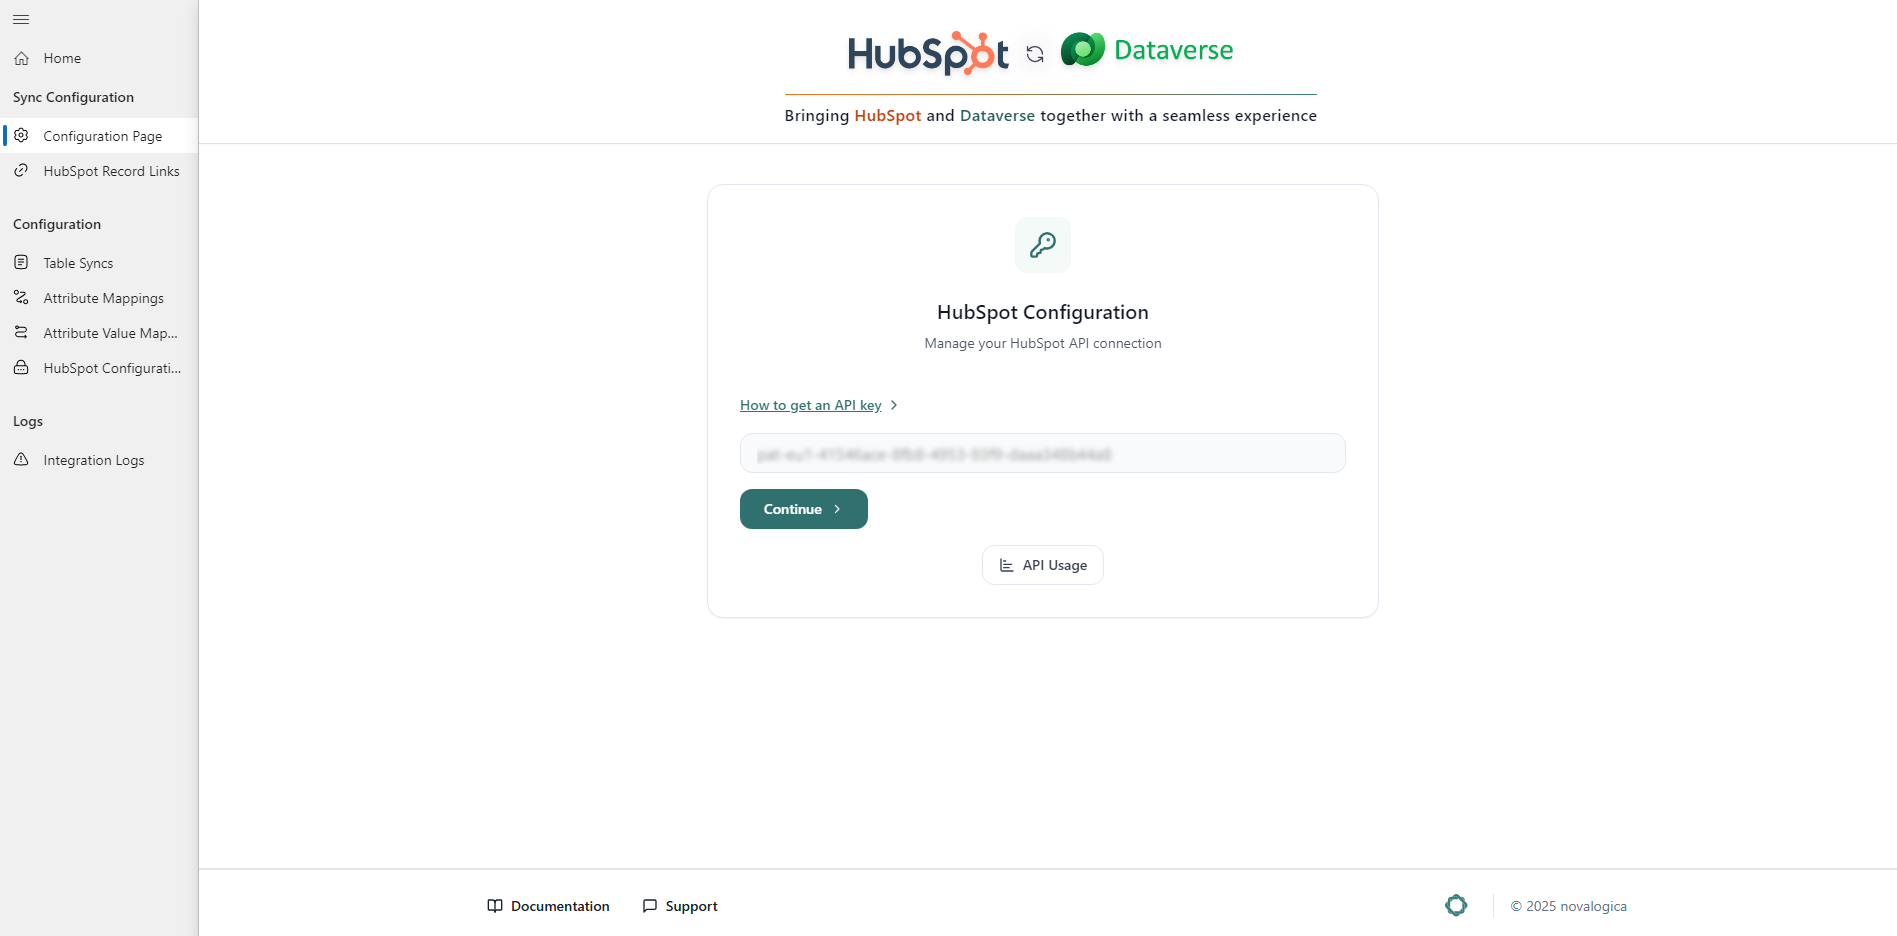 Home
Sync Configuration
Configuration Page
HubSpot Record Links
Configuration
Table Syncs
Attribute Mappings
Attribute Value Map...
HubSpot Configurati...
Logs
Integration Logs
HubSpot Dataverse
Bringing HubSpot and Dataverse together with a seamless experience
HubSpot Configuration
Manage your HubSpot API connection
How to get an API key
Continue
API Usage
Documentation
Support
© 2025 novalogica